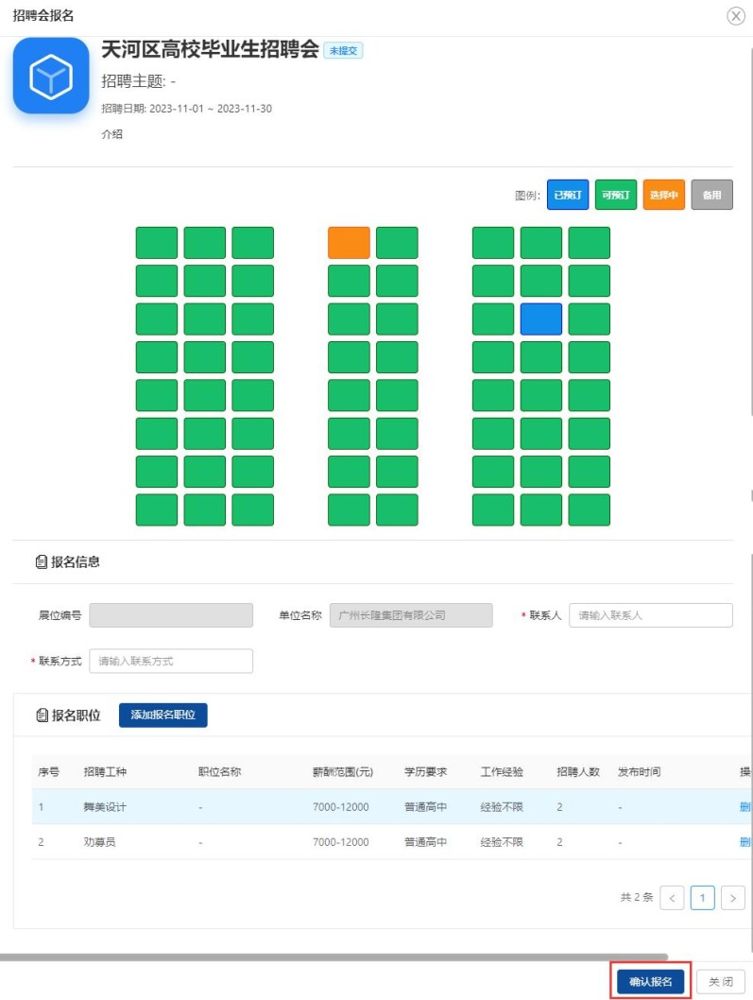 招聘会报名
天河区高校毕业生招聘会 未提交
招聘主题: -
招聘日期: 2023-11-01 ~ 2023-11-30
介绍
图例: 已预订 可预订 选择中 备用
报名信息
展位编号 单位名称 广州长隆集团有限公司 * 联系人 请输入联系人
* 联系方式 请输入联系方式
报名职位 添加报名职位
序号 招聘工种 职位名称 薪酬范围(元) 学历要求 工作经验 招聘人数 发布时间 操
1 舞美设计 - 7000-12000 普通高中 经验不限 2 - 删
2 劝募员 - 7000-12000 普通高中 经验不限 2 - 删
共 2 条 < 1 >
确认报名 关 闭